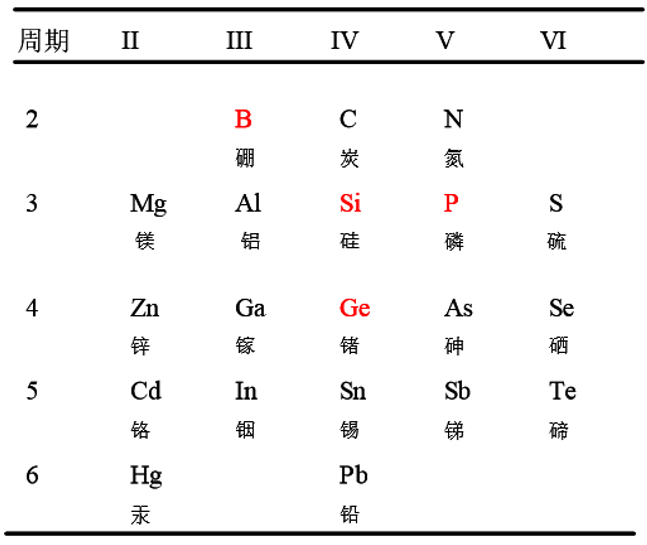 周期 II III IV V VI
2 B C N
硼 炭 氮
3 Mg Al Si P S
镁 铝 硅 磷 硫
4 Zn Ga Ge As Se
锌 镓 锗 砷 硒
5 Cd In Sn Sb Te
铬 铟 锡 锑 碲
6 Hg Pb
汞 铅